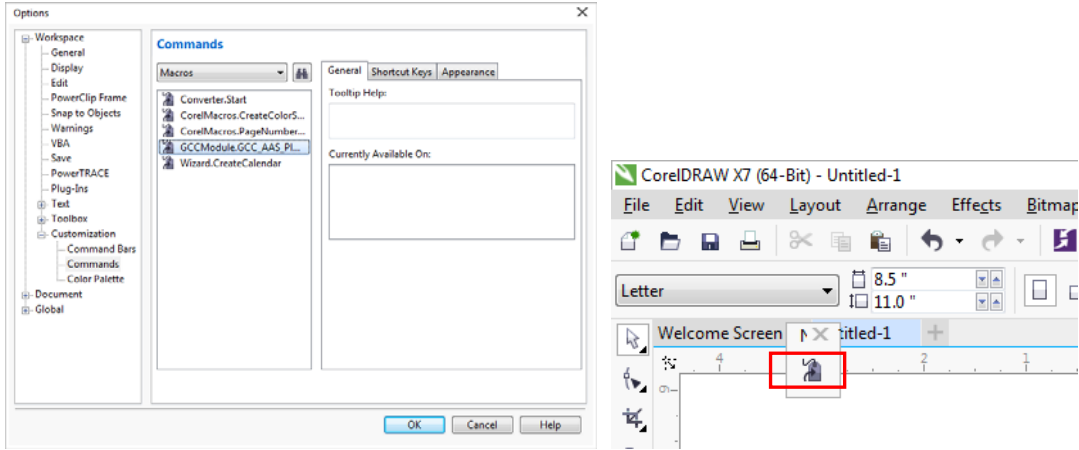 Options
Workspace
General
Display
Edit
PowerClip Frame
Snap to Objects
Warnings
VBA
Save
PowerTRACE
Plug-Ins
Text
Toolbox
Customization
Command Bars
Commands
Color Palette
Document
Global
Commands
Macros
Converter.Start
CorelMacros.CreateColorS...
CorelMacros.PageNumber...
GCCModule.GCC_AAS_Pl...
Wizard.CreateCalendar
General Shortcut Keys Appearance
Tooltip Help:
Currently Available On:
OK Cancel Help
CorelDRAW X7 (64-Bit) - Untitled-1
File Edit View Layout Arrange Effects Bitmap
Letter
8.5 "
11.0 "
Welcome Screen titled-1
4 2 1